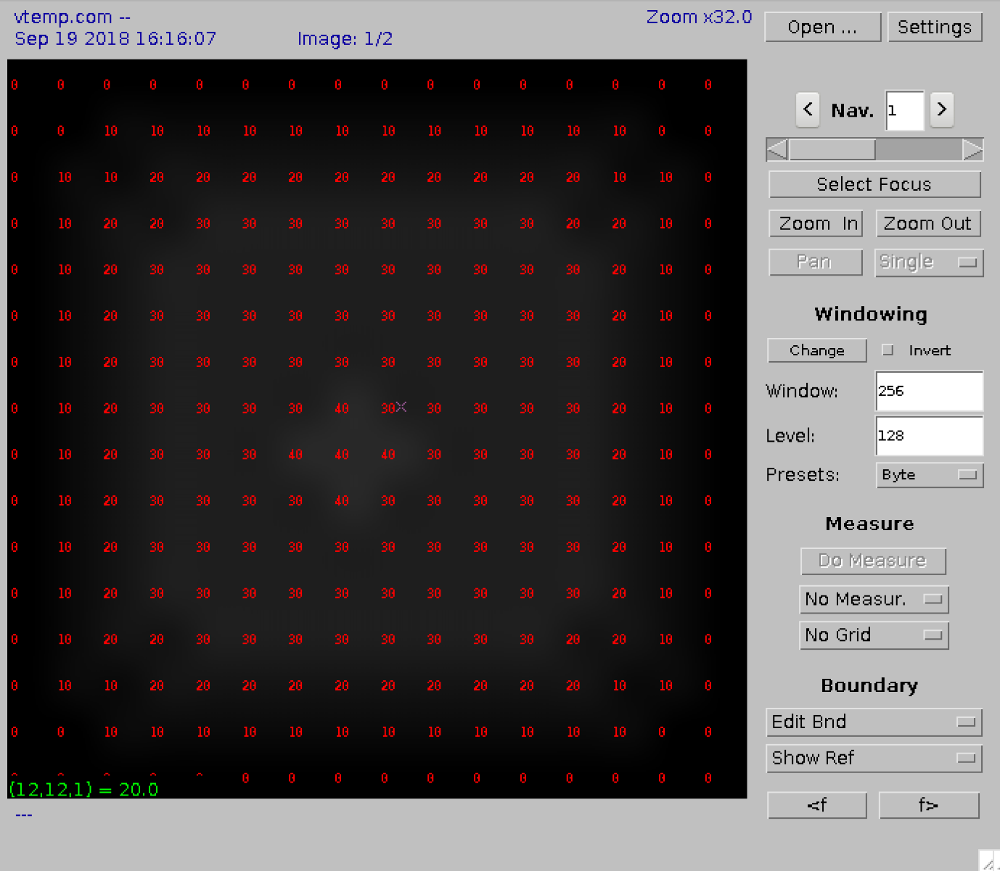 vtemp.com --
Zoom x32.0
Sep 19 2018 16:16:07 Image: 1/2
Open ... Settings
0 0 0 0 0 0 0 0 0 0 0 0 0 0 0 0
0 0 10 10 10 10 10 10 10 10 10 10 10 10 0 0
0 10 10 20 20 20 20 20 20 20 20 20 20 10 10 0
0 10 20 20 30 30 30 30 30 30 30 30 20 20 10 0
0 10 20 30 30 30 30 30 30 30 30 30 30 20 10 0
0 10 20 30 30 30 30 30 30 30 30 30 30 20 10 0
0 10 20 30 30 30 30 30 30 30 30 30 30 20 10 0
0 10 20 30 30 30 30 40 30 30 30 30 30 20 10 0
0 10 20 30 30 30 40 40 40 30 30 30 30 20 10 0
0 10 20 30 30 30 30 40 30 30 30 30 30 20 10 0
0 10 20 30 30 30 30 30 30 30 30 30 30 20 10 0
0 10 20 30 30 30 30 30 30 30 30 30 30 20 10 0
0 10 20 20 30 30 30 30 30 30 30 30 20 20 10 0
0 10 10 20 20 20 20 20 20 20 20 20 20 10 10 0
0 0 10 10 10 10 10 10 10 10 10 10 10 10 0 0
0 0 0 0 0 0 0 0 0 0 0
(12,12,1) = 20.0
---
< Nav. 1 >
Select Focus
Zoom In Zoom Out
Pan Single
Windowing
Change Invert
Window: 256
Level: 128
Presets: Byte
Measure
Do Measure
No Measur.
No Grid
Boundary
Edit Bnd
Show Ref
<f f>